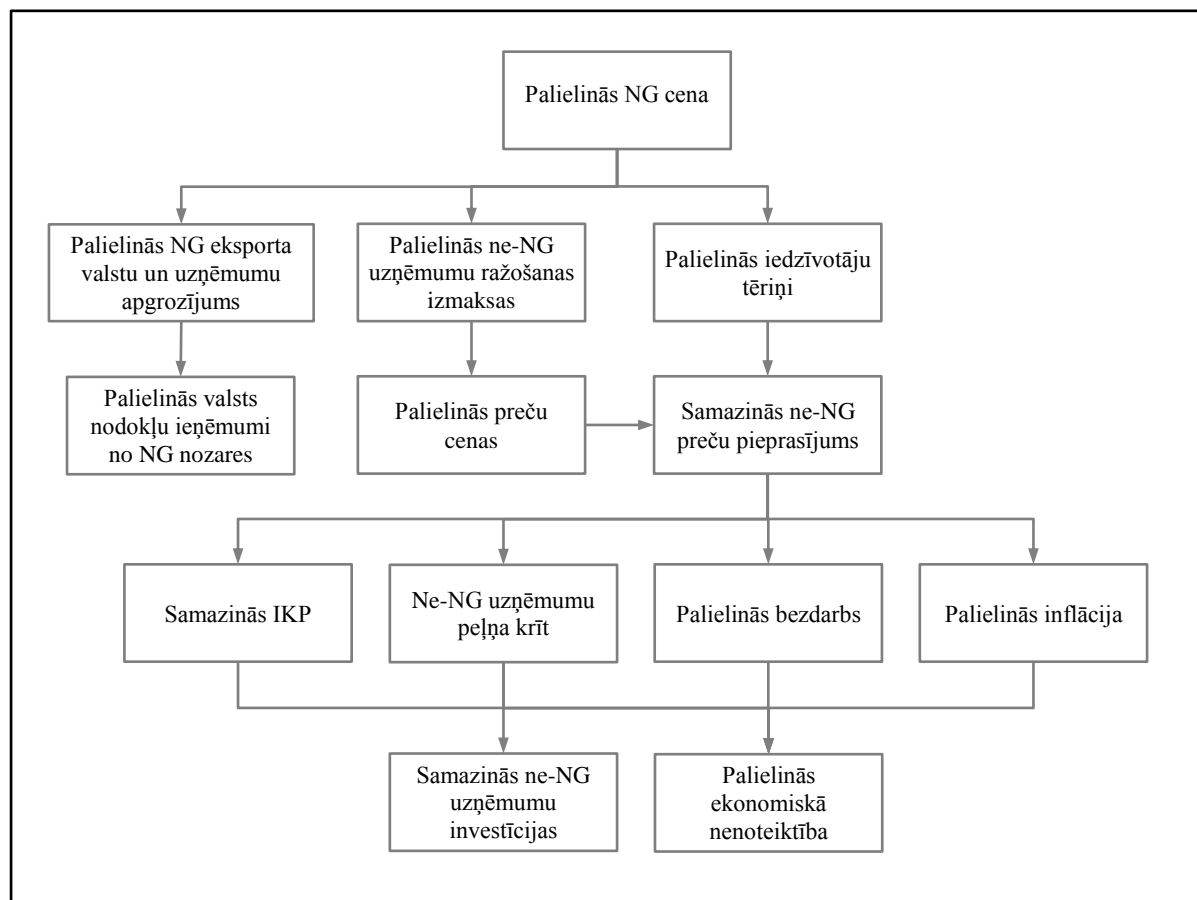 Palielinās NG cena
Palielinās NG eksporta
valstu un uzņēmumu
apgrozījums
Palielinās ne-NG
uzņēmumu ražošanas
izmaksas
Palielinās iedzīvotāju
tēriņi
Palielinās valsts
nodokļu ieņēmumi
no NG nozares
Palielinās preču
cenas
Samazinās ne-NG
preču pieprasījums
Samazinās IKP
Ne-NG uzņēmumu
peļņa krīt
Palielinās bezdarbs
Palielinās inflācija
Samazinās ne-NG
uzņēmumu
investīcijas
Palielinās
ekonomiskā
nenoteiktība